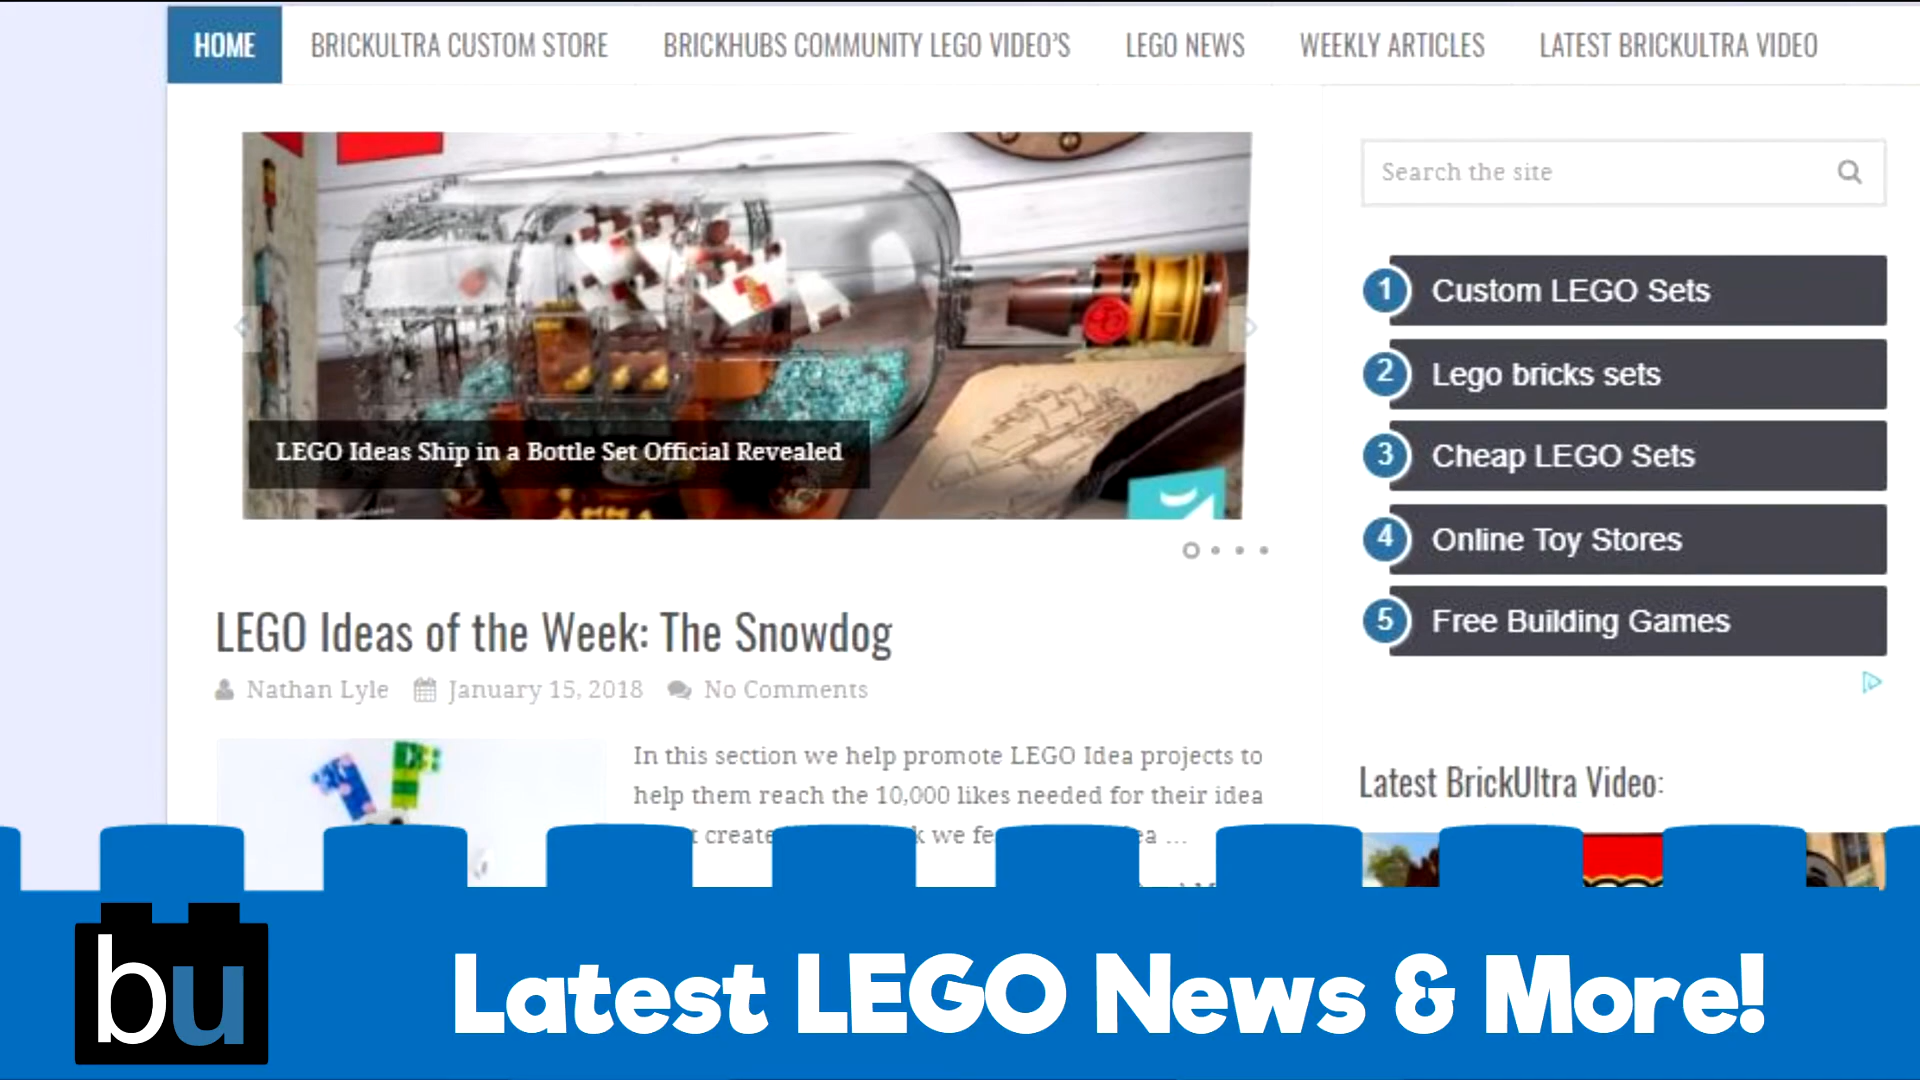 HOME
BRICKULTRA CUSTOM STORE
BRICKHUBS COMMUNITY LEGO VIDEO'S
LEGO NEWS
WEEKLY ARTICLES
LATEST BRICKULTRA VIDEO
LEGO Ideas Ship in a Bottle Set Official Revealed
LEGO Ideas of the Week: The Snowdog
Nathan Lyle
January 15, 2018
No Comments
In this section we help promote LEGO Idea projects to
help them reach the 10,000 likes needed for their idea
create
we
...
Search the site
1 Custom LEGO Sets
2 Lego bricks sets
3 Cheap LEGO Sets
4 Online Toy Stores
5 Free Building Games
Latest BrickUltra Video:
bu
Latest LEGO News & More!